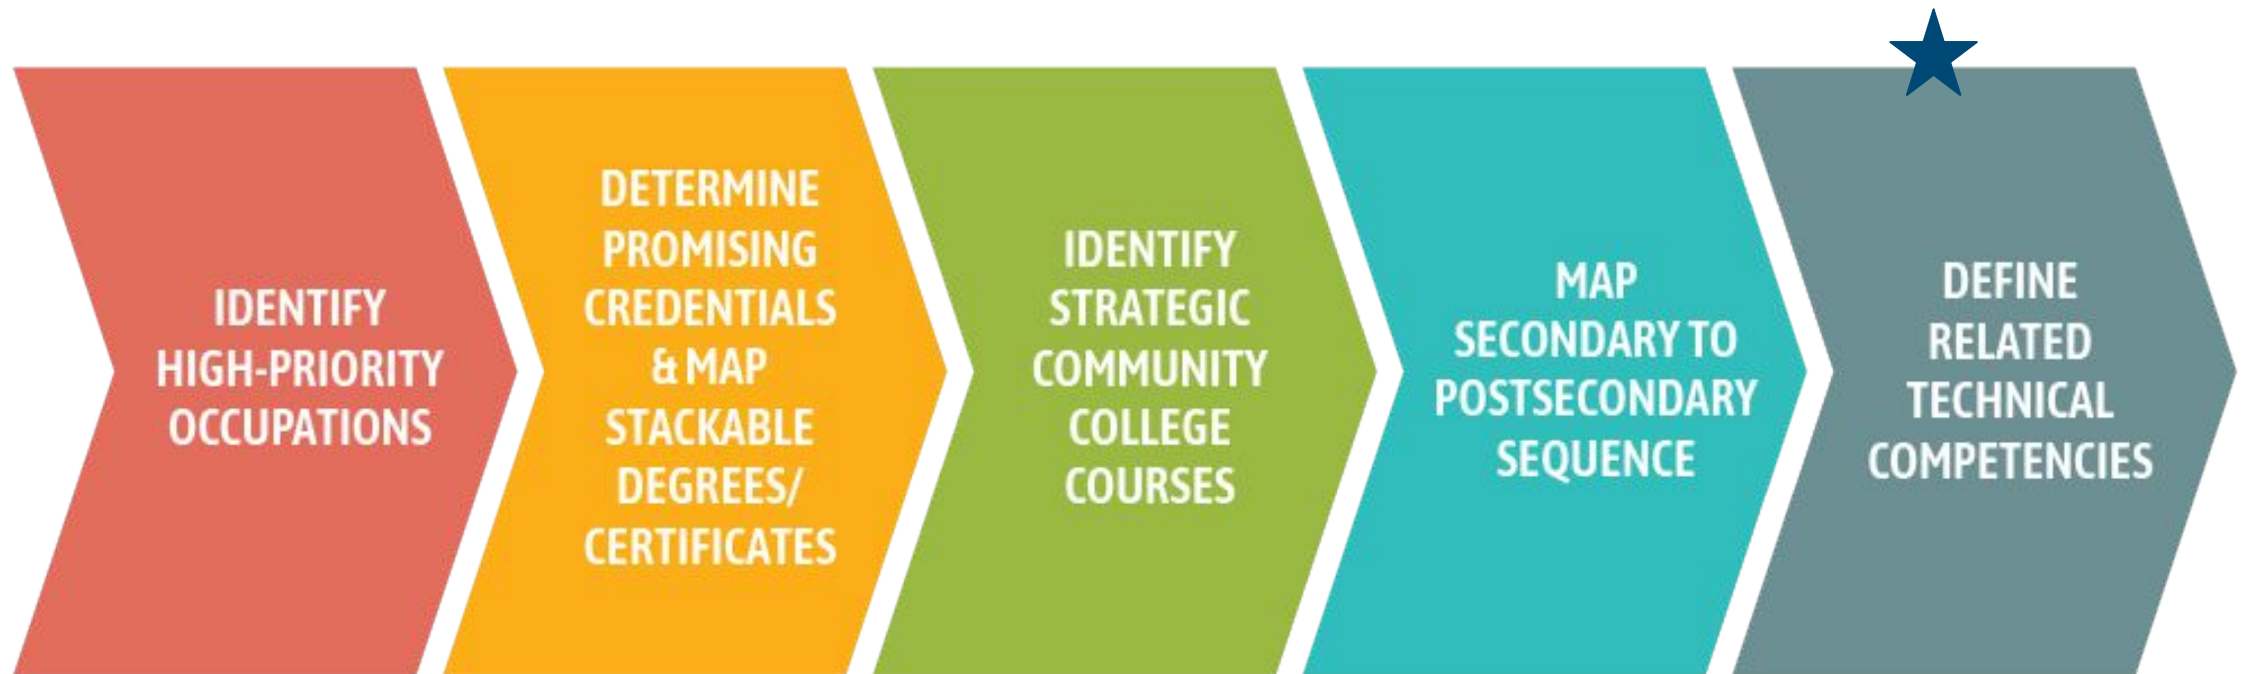 IDENTIFY
HIGH-PRIORITY
OCCUPATIONS
DETERMINE
PROMISING
CREDENTIALS
& MAP
STACKABLE
DEGREES/
CERTIFICATES
IDENTIFY
STRATEGIC
COMMUNITY
COLLEGE
COURSES
MAP
SECONDARY TO
POSTSECONDARY
SEQUENCE
DEFINE
RELATED
TECHNICAL
COMPETENCIES